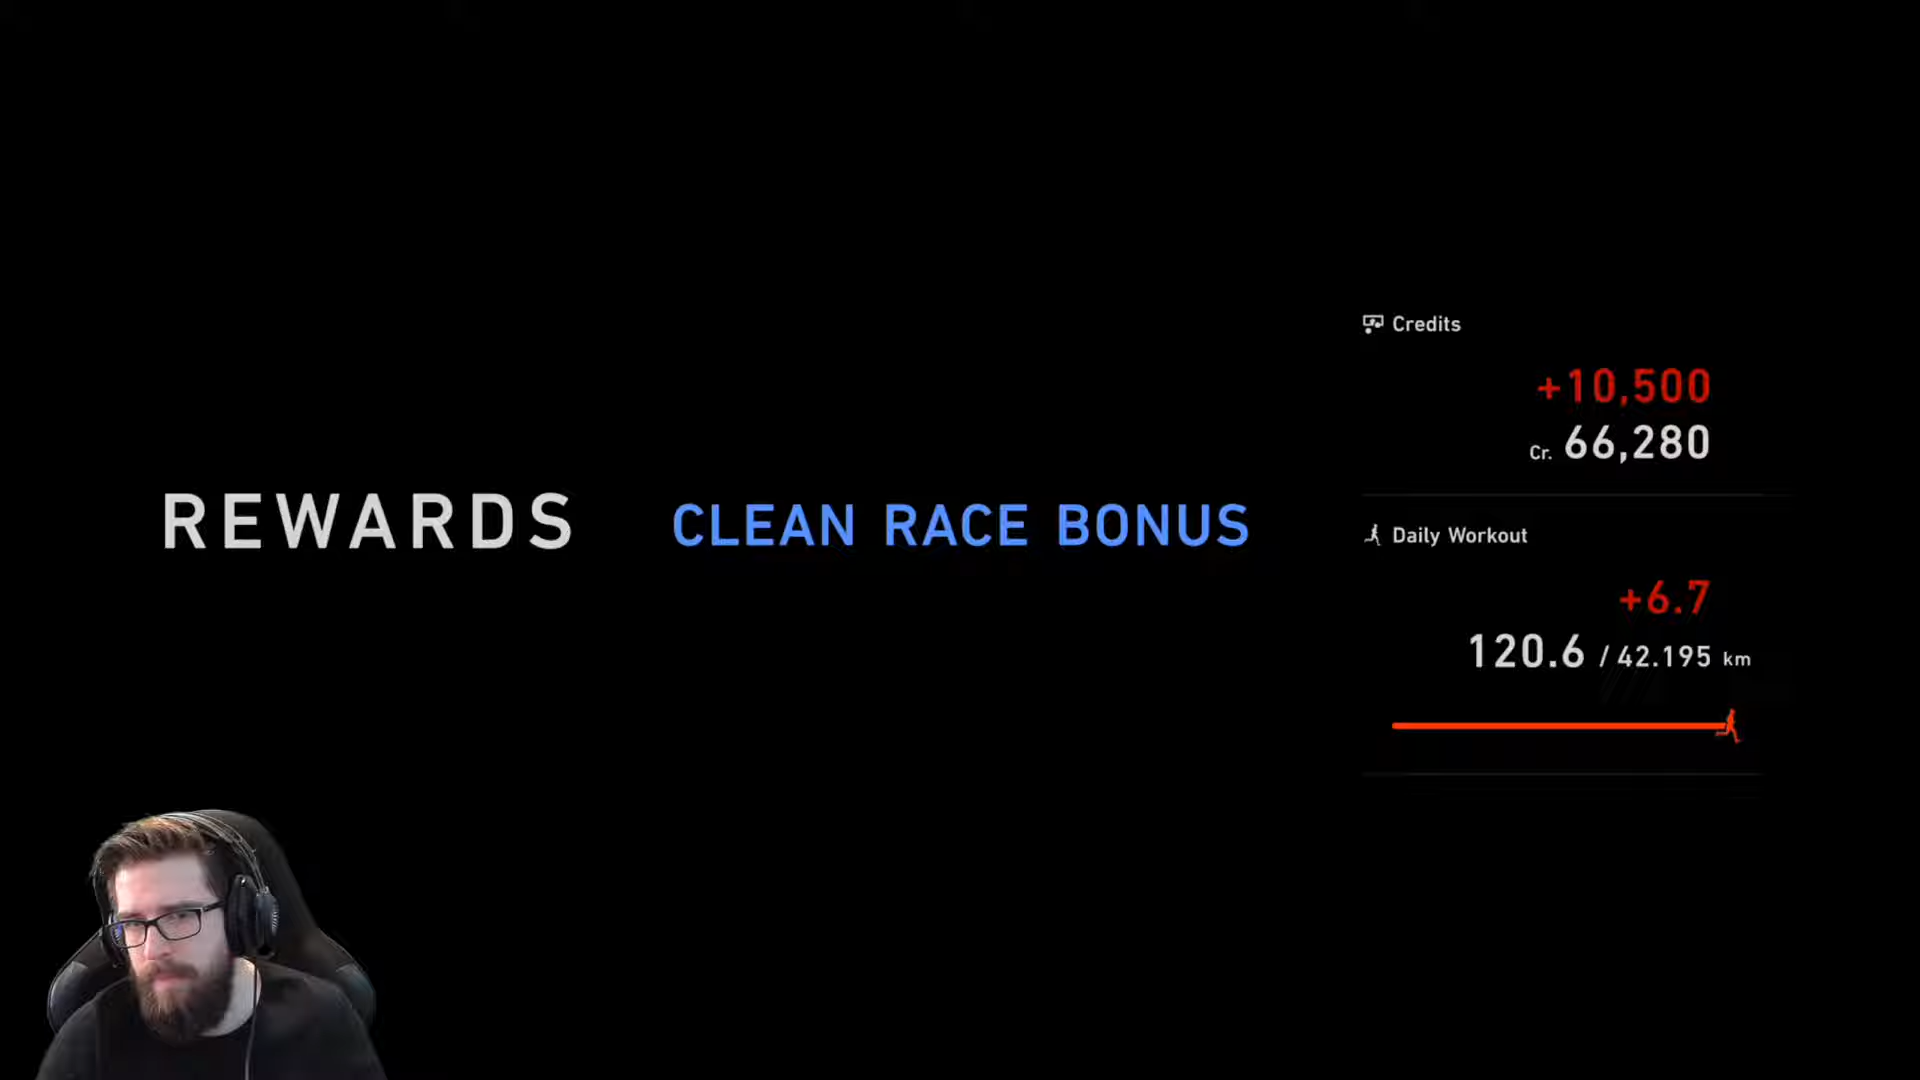 REWARDS
CLEAN RACE BONUS
Credits
+10,500
Cr. 66,280
Daily Workout
+6.7
120.6 / 42.195 km